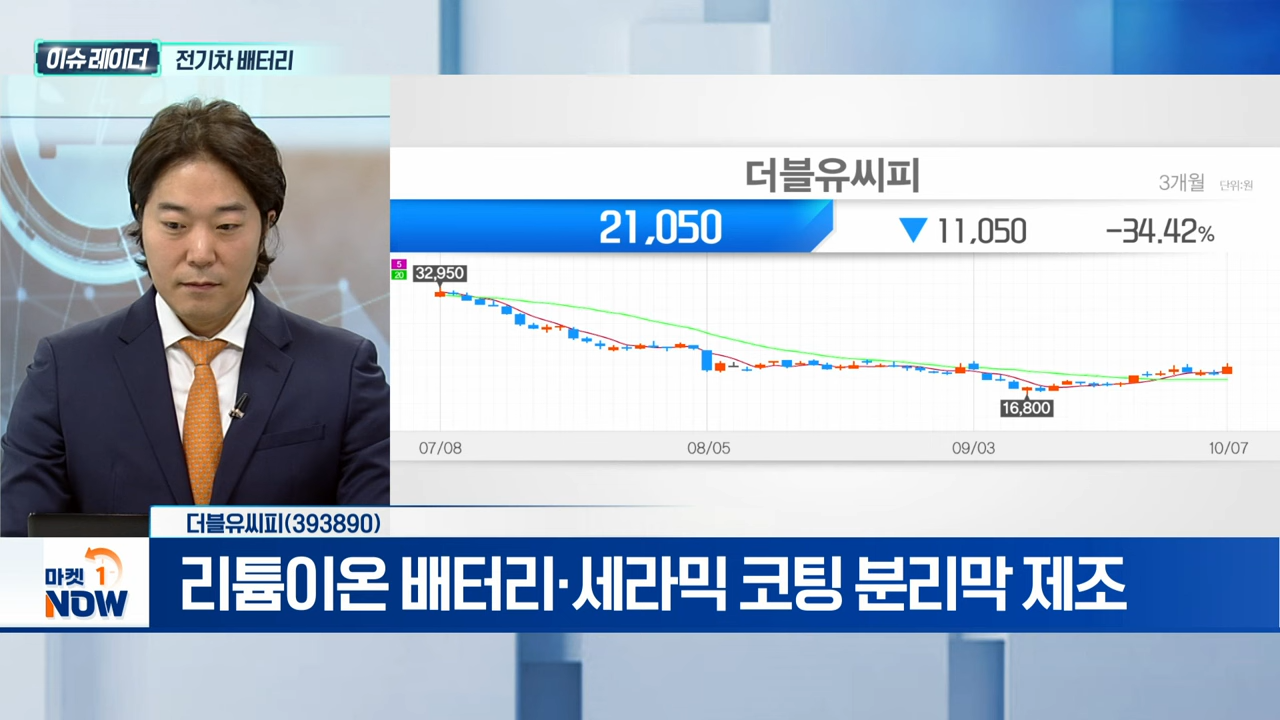 이슈 레이더 전기차 배터리
더블유씨피
3개월 단위:원
21,050 ▼ 11,050 -34.42%
5
20
32,950
16,800
07/08 08/05 09/03 10/07
더블유씨피(393890)
마켓 1
NOW
리튬이온 배터리·세라믹 코팅 분리막 제조